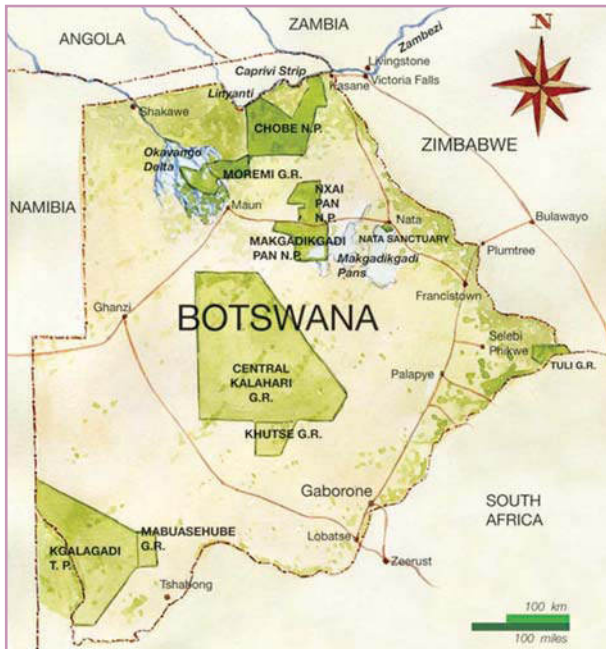 ZAMBIA
ANGOLA
N
Zambezi
Livingstone
Caprivi Strip
Victoria Falls
Kasane
Linyanti
Shakawe
CHOBE N.P.
ZIMBABWE
Okavango
Delta
MOREMI G.R.
NXAI
PAN
N.P.
NAMIBIA
Maun
Nata
Bulawayo
NATA SANCTUARY
MAKGADIKGADI
PAN N.P.
Makgadikgadi
Pans
Plumtree
Francistown
Ghanzi
BOTSWANA
Selebi
Phikwe
CENTRAL
KALAHARI
G.R.
TULI G.R.
Palapye
KHUTSE G.R.
Gaborone
SOUTH
AFRICA
MABUASEHUBE
G.R.
Lobatse
KGALAGADI
T. P.
Zeerust
Tshabong
100 km
100 miles